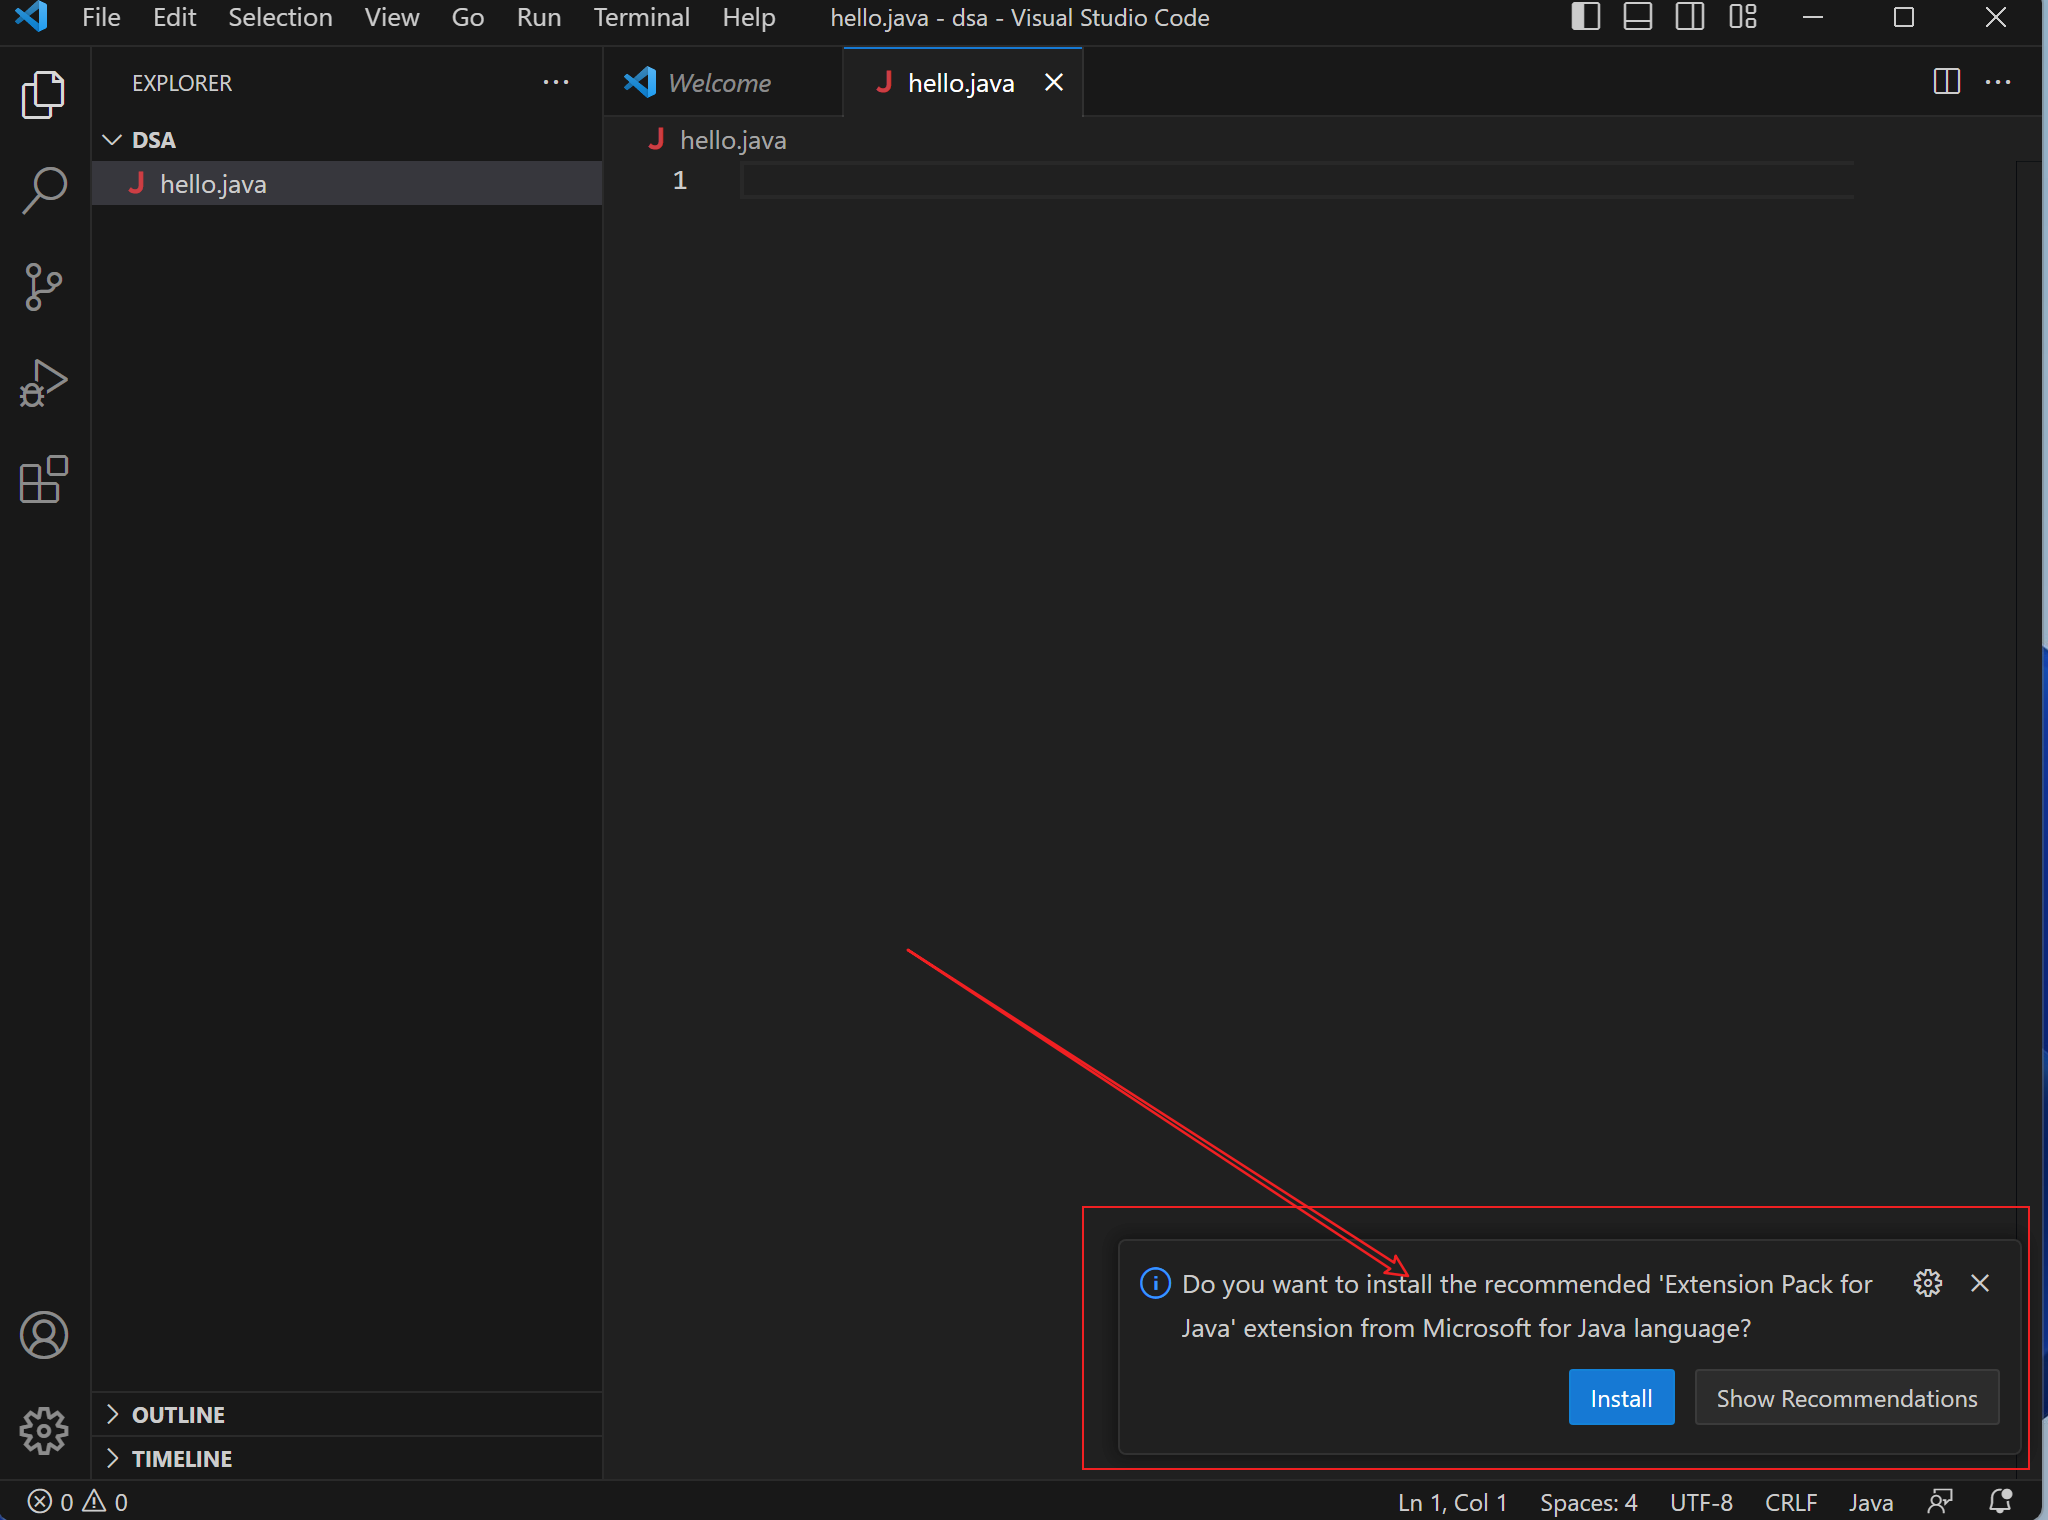 File Edit Selection View Go Run Terminal Help hello.java - dsa - Visual Studio Code
EXPLORER
Welcome
hello.java
DSA
hello.java
hello.java
1
Do you want to install the recommended 'Extension Pack for
Java' extension from Microsoft for Java language?
Install
Show Recommendations
OUTLINE
TIMELINE
0 0
Ln 1, Col 1 Spaces: 4 UTF-8 CRLF Java